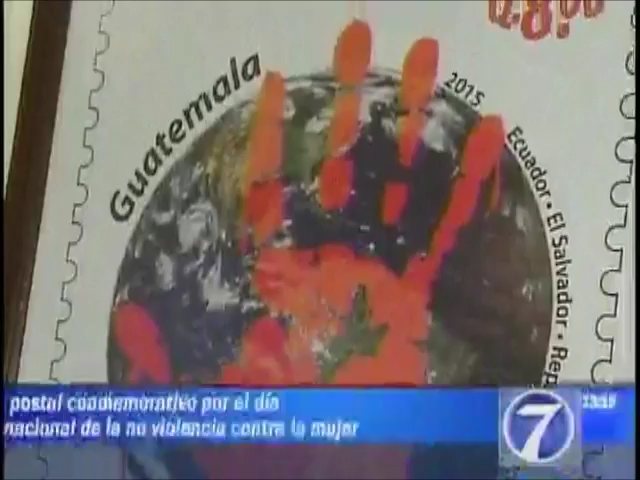 Guatemala
2015
Ecuador • El Salvador • Rep
postal conmemorativo por el día
nacional de la no violencia contra la mujer
7